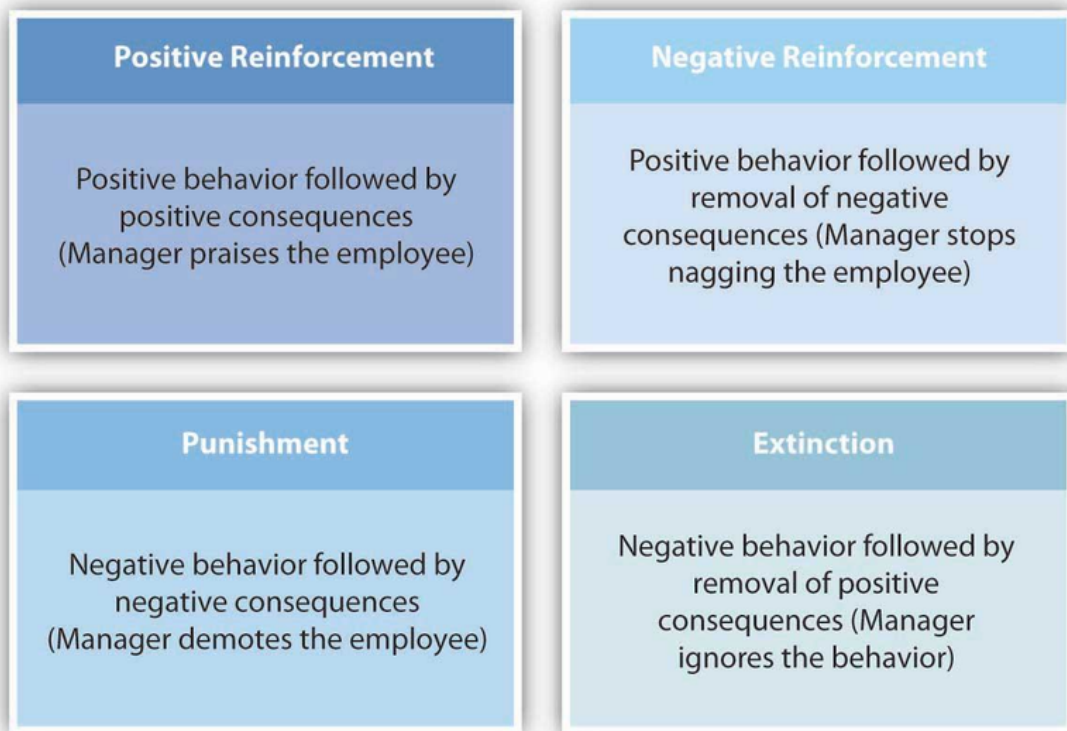 Positive Reinforcement
Positive behavior followed by
positive consequences
(Manager praises the employee)
Negative Reinforcement
Positive behavior followed by
removal of negative
consequences (Manager stops
nagging the employee)
Punishment
Negative behavior followed by
negative consequences
(Manager demotes the employee)
Extinction
Negative behavior followed by
removal of positive
consequences (Manager
ignores the behavior)